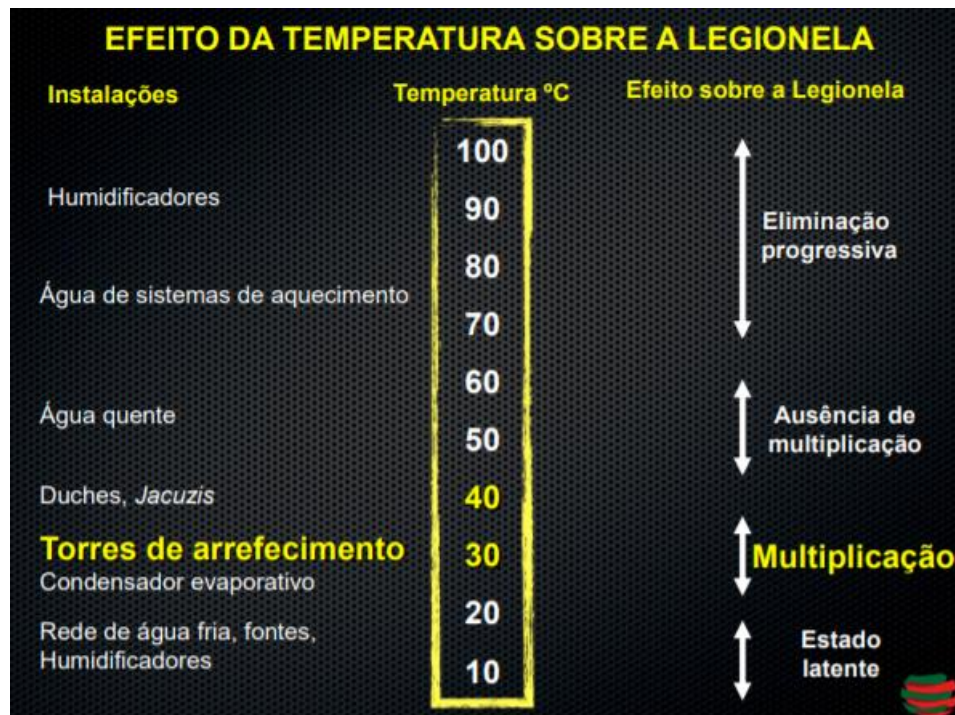 EFEITO DA TEMPERATURA SOBRE A LEGIONELA
Instalações
Temperatura ºC
Efeito sobre a Legionela
100
Humidificadores
90
Eliminação
progressiva
80
Água de sistemas de aquecimento
70
60
Água quente
50
Ausência de
multiplicação
Duches, Jacuzis
40
Torres de arrefecimento
30
Multiplicação
Condensador evaporativo
20
Rede de água fria, fontes,
Humidificadores
10
Estado
latente